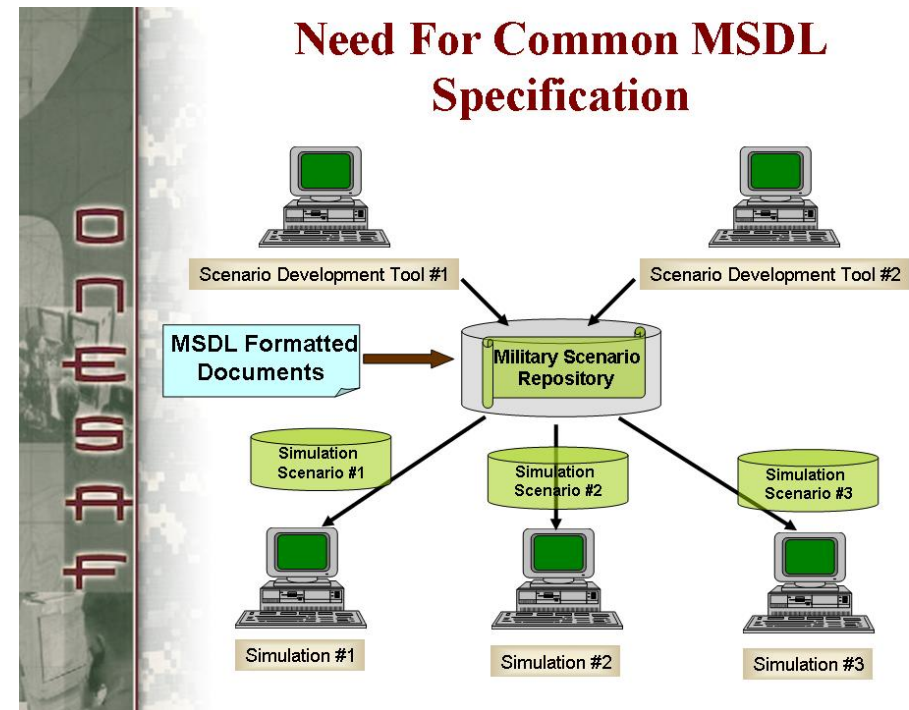 Need For Common MSDL
Specification
ONESAF
Scenario Development Tool #1
Scenario Development Tool #2
MSDL Formatted
Documents
Military Scenario
Repository
Simulation
Scenario #1
Simulation
Scenario #2
Simulation
Scenario #3
Simulation #1
Simulation #2
Simulation #3